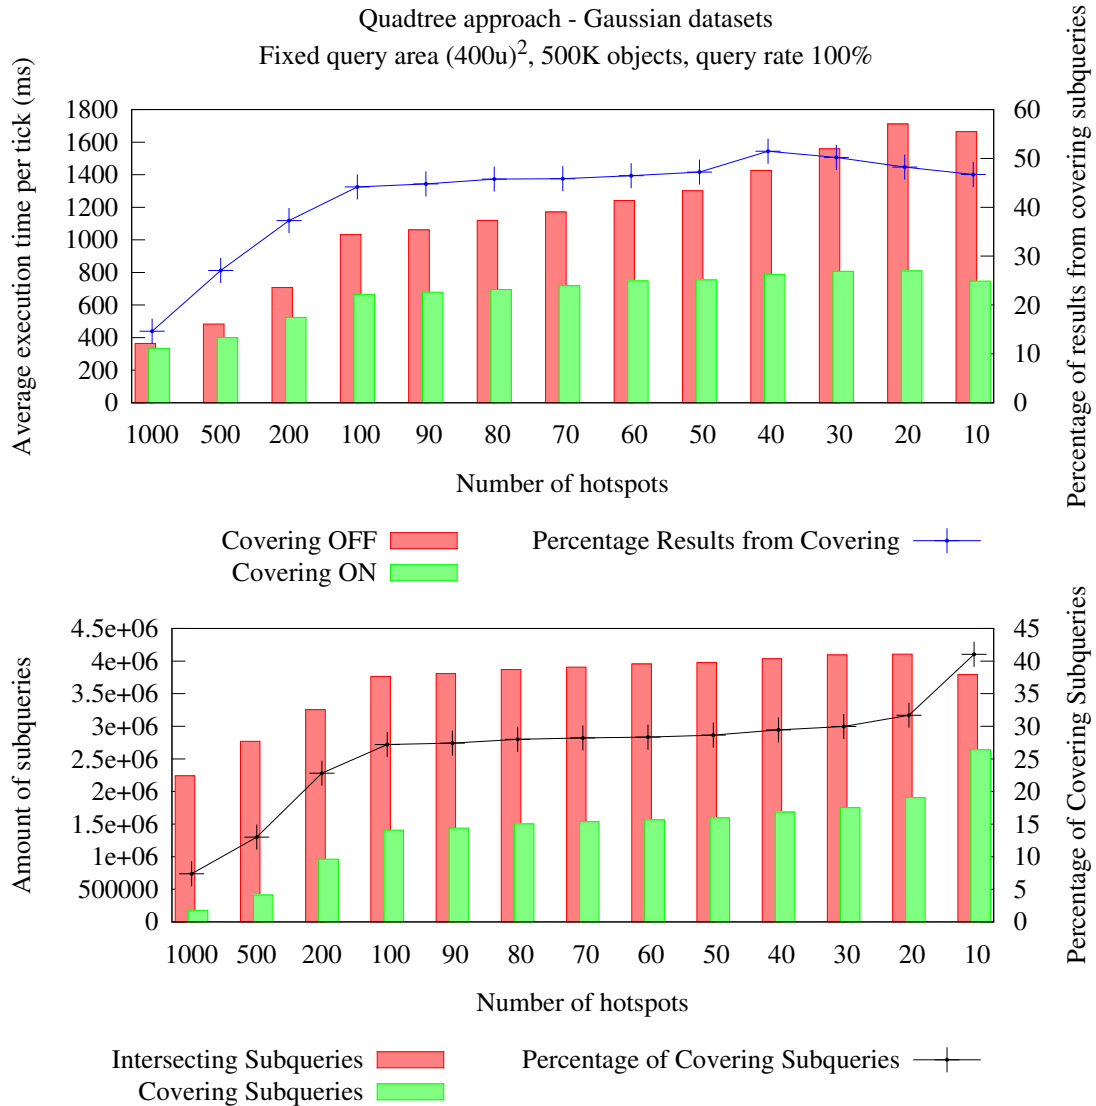 Quadtree approach - Gaussian datasets
Fixed query area (400u)², 500K objects, query rate 100%
Average execution time per tick (ms)
Percentage of results from covering subqueries
1800
1600
1400
1200
1000
800
600
400
200
0
60
50
40
30
20
10
0
1000 500 200 100 90 80 70 60 50 40 30 20 10
Number of hotspots
Covering OFF
Covering ON
Percentage Results from Covering
Amount of subqueries
Percentage of Covering Subqueries
4.5e+06
4e+06
3.5e+06
3e+06
2.5e+06
2e+06
1.5e+06
1e+06
500000
0
45
40
35
30
25
20
15
10
5
0
1000 500 200 100 90 80 70 60 50 40 30 20 10
Number of hotspots
Intersecting Subqueries
Covering Subqueries
Percentage of Covering Subqueries